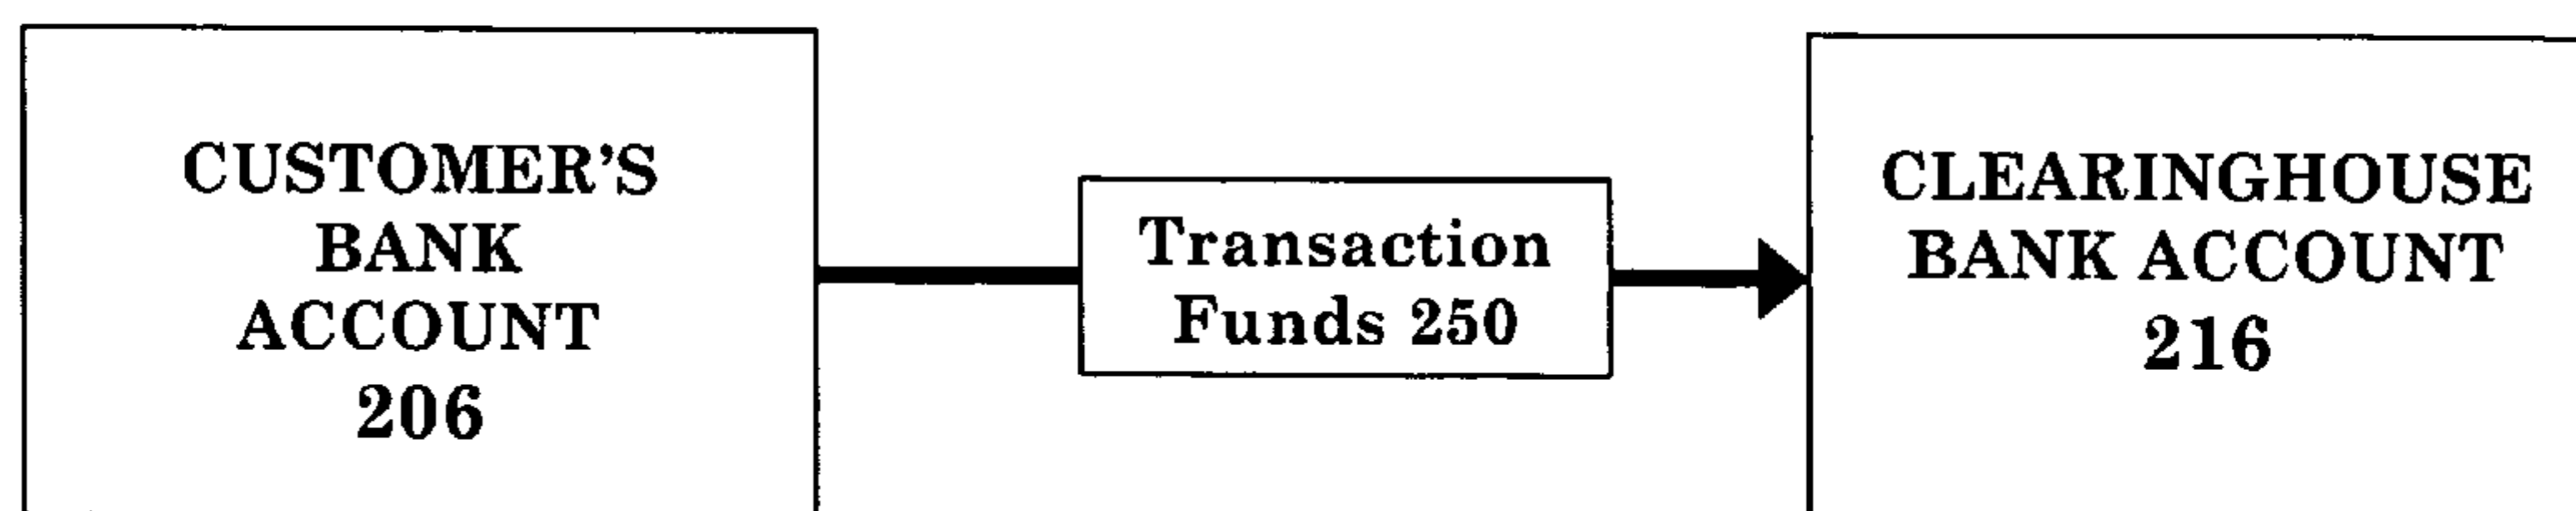 CUSTOMER'S
BANK
ACCOUNT
206
Transaction
Funds 250
CLEARINGHOUSE
BANK ACCOUNT
216